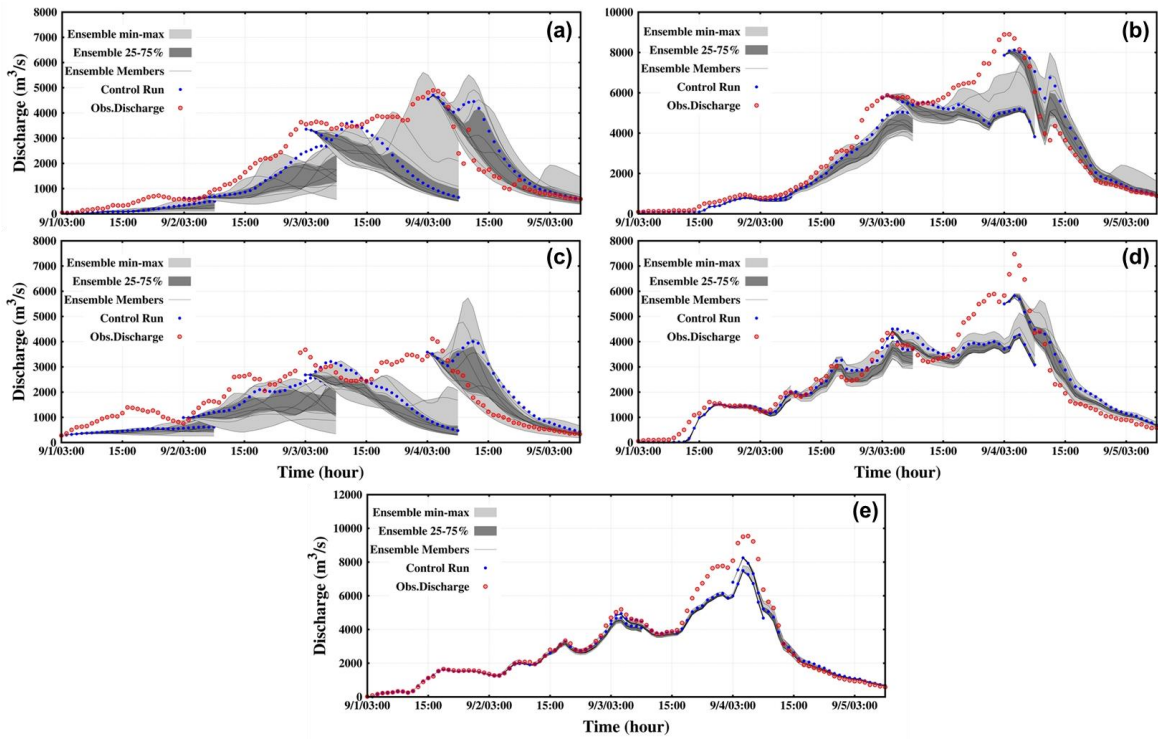 (a)
Ensemble min-max
Ensemble 25-75%
Ensemble Members
Control Run
Obs.Discharge
Discharge (m³/s)
8000
7000
6000
5000
4000
3000
2000
1000
0
9/1/03:00 15:00 9/2/03:00 15:00 9/3/03:00 15:00 9/4/03:00 15:00 9/5/03:00
(b)
Ensemble min-max
Ensemble 25-75%
Ensemble Members
Control Run
Obs.Discharge
10000
8000
6000
4000
2000
0
9/1/03:00 15:00 9/2/03:00 15:00 9/3/03:00 15:00 9/4/03:00 15:00 9/5/03:00
(c)
Ensemble min-max
Ensemble 25-75%
Ensemble Members
Control Run
Obs.Discharge
Discharge (m³/s)
8000
7000
6000
5000
4000
3000
2000
1000
0
9/1/03:00 15:00 9/2/03:00 15:00 9/3/03:00 15:00 9/4/03:00 15:00 9/5/03:00
Time (hour)
(d)
Ensemble min-max
Ensemble 25-75%
Ensemble Members
Control Run
Obs.Discharge
8000
7000
6000
5000
4000
3000
2000
1000
0
9/1/03:00 15:00 9/2/03:00 15:00 9/3/03:00 15:00 9/4/03:00 15:00 9/5/03:00
Time (hour)
(e)
Ensemble min-max
Ensemble 25-75%
Ensemble Members
Control Run
Obs.Discharge
Discharge (m³/s)
12000
10000
8000
6000
4000
2000
0
9/1/03:00 15:00 9/2/03:00 15:00 9/3/03:00 15:00 9/4/03:00 15:00 9/5/03:00
Time (hour)